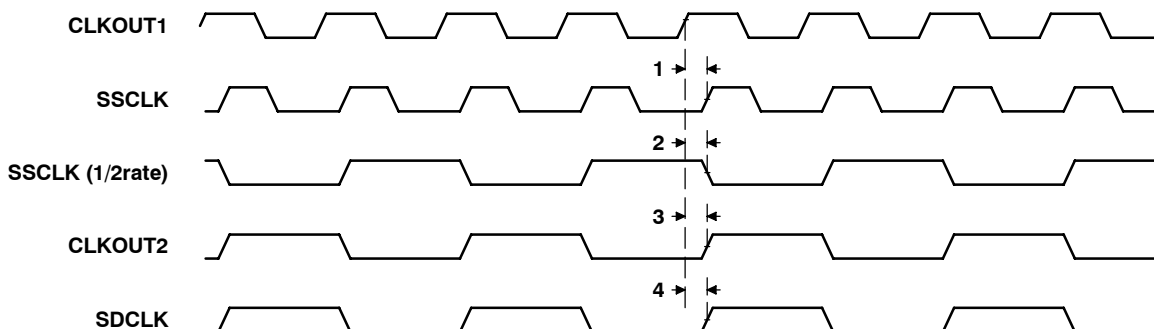 CLKOUT1
1
SSCLK
2
SSCLK (1/2rate)
3
CLKOUT2
4
SDCLK